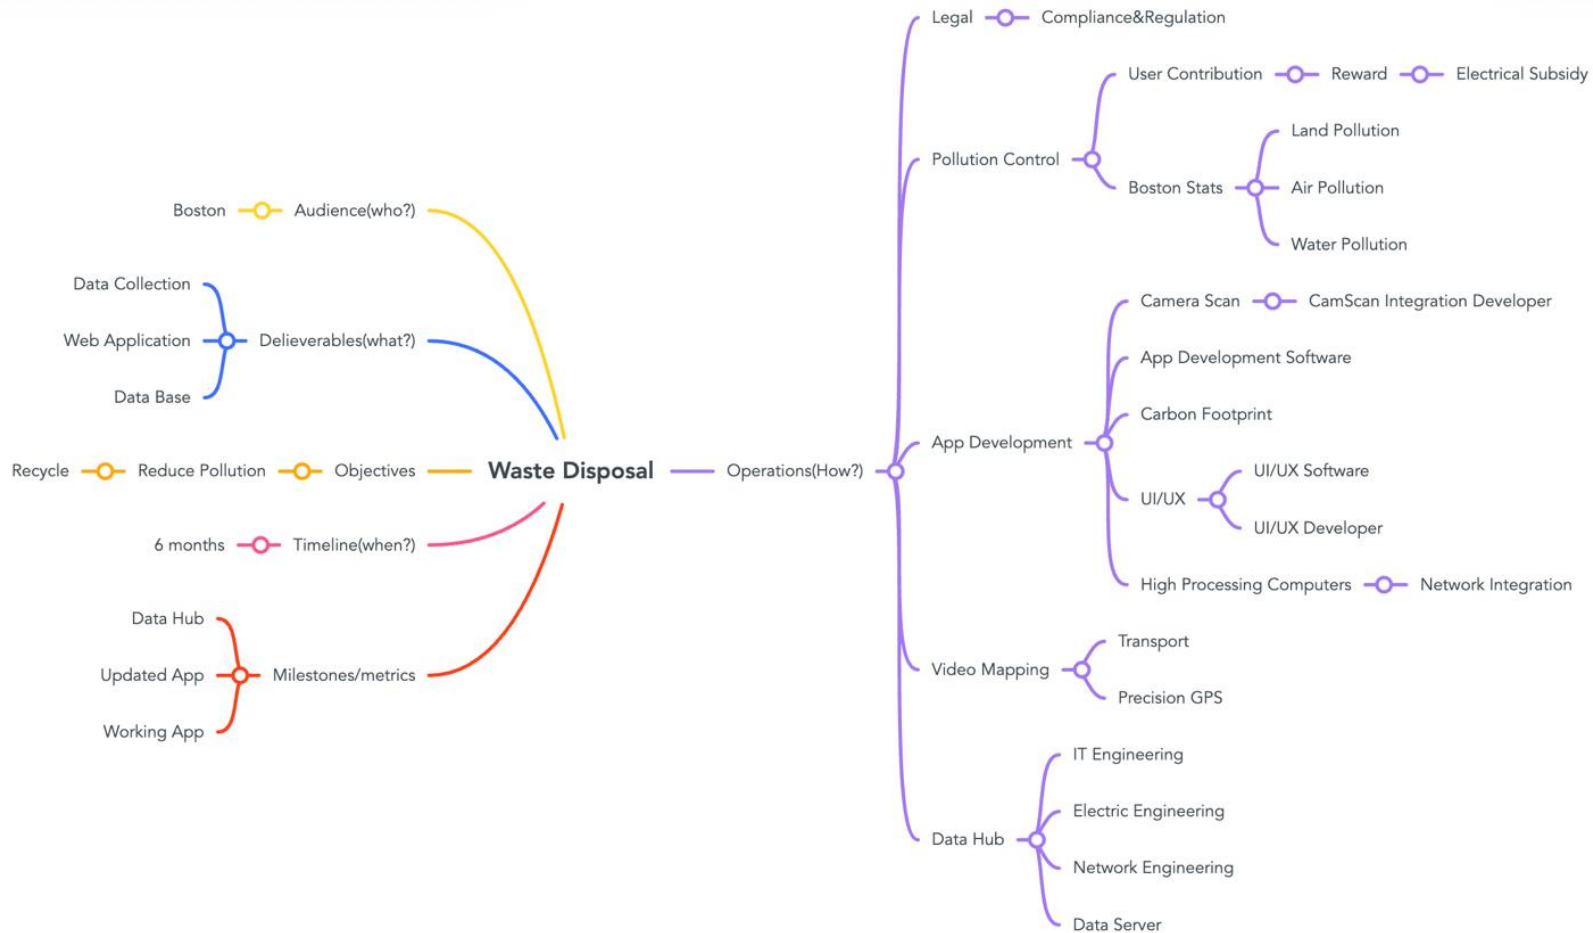 Waste Disposal
Audience(who?)
Boston
Delieverables(what?)
Data Collection
Web Application
Data Base
Objectives
Reduce Pollution
Recycle
Timeline(when?)
6 months
Milestones/metrics
Data Hub
Updated App
Working App
Operations(How?)
Legal
Compliance&Regulation
Pollution Control
User Contribution
Reward
Electrical Subsidy
Boston Stats
Land Pollution
Air Pollution
Water Pollution
App Development
Camera Scan
CamScan Integration Developer
App Development Software
Carbon Footprint
UI/UX
UI/UX Software
UI/UX Developer
High Processing Computers
Network Integration
Video Mapping
Transport
Precision GPS
Data Hub
IT Engineering
Electric Engineering
Network Engineering
Data Server